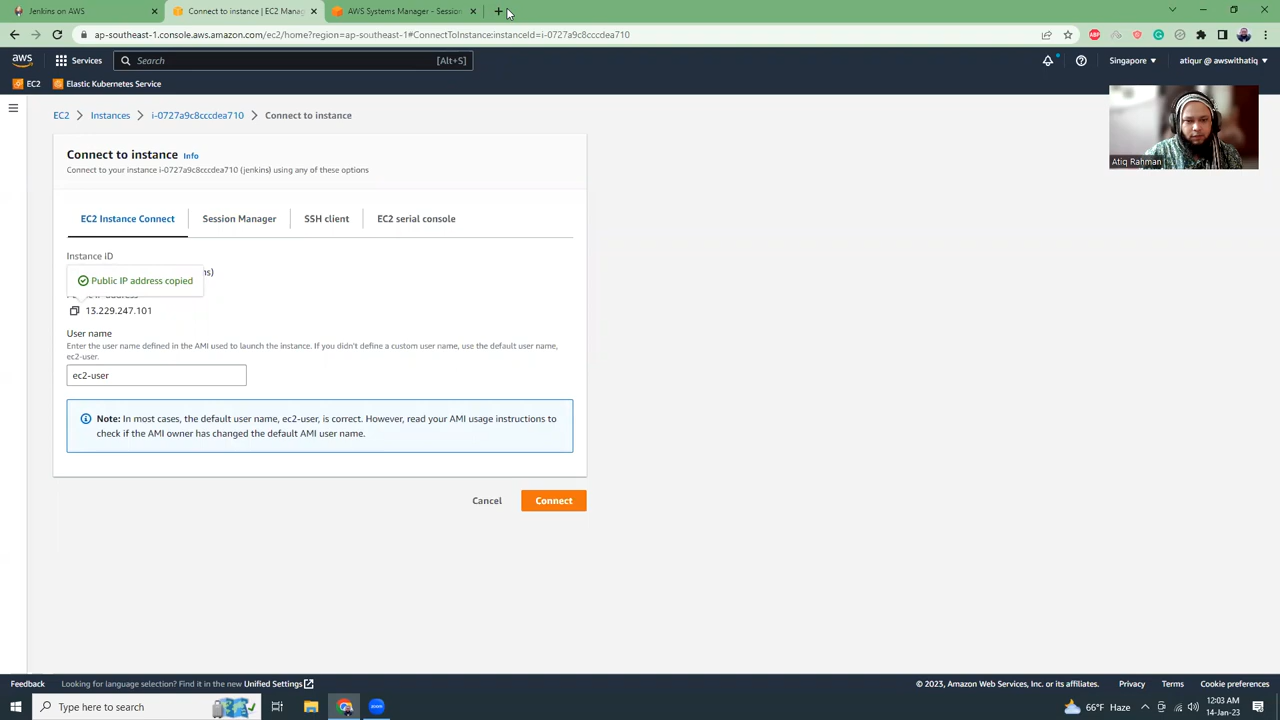 Jenkins on AWS
Connect to instance | EC2 Manag
AWS Systems Manager - Session
ap-southeast-1.console.aws.amazon.com/ec2/home?region=ap-southeast-1#ConnectToInstance:instanceId=i-0727a9c8cccdea710
aws
Services
Search
[Alt+S]
Singapore
atiqur @ awswithatiq
EC2
Elastic Kubernetes Service
EC2 > Instances > i-0727a9c8cccdea710 > Connect to instance
Atiq Rahman
Connect to instance Info
Connect to your instance i-0727a9c8cccdea710 (jenkins) using any of these options
EC2 Instance Connect
Session Manager
SSH client
EC2 serial console
Instance ID
ns)
Public IP address copied
13.229.247.101
User name
Enter the user name defined in the AMI used to launch the instance. If you didn't define a custom user name, use the default user name,
ec2-user.
ec2-user
Note: In most cases, the default user name, ec2-user, is correct. However, read your AMI usage instructions to
check if the AMI owner has changed the default AMI user name.
Cancel
Connect
Feedback
Looking for language selection? Find it in the new Unified Settings
© 2023, Amazon Web Services, Inc. or its affiliates.
Privacy
Terms
Cookie preferences
Type here to search
zoom
66°F Haze
12:03 AM
14-Jan-23